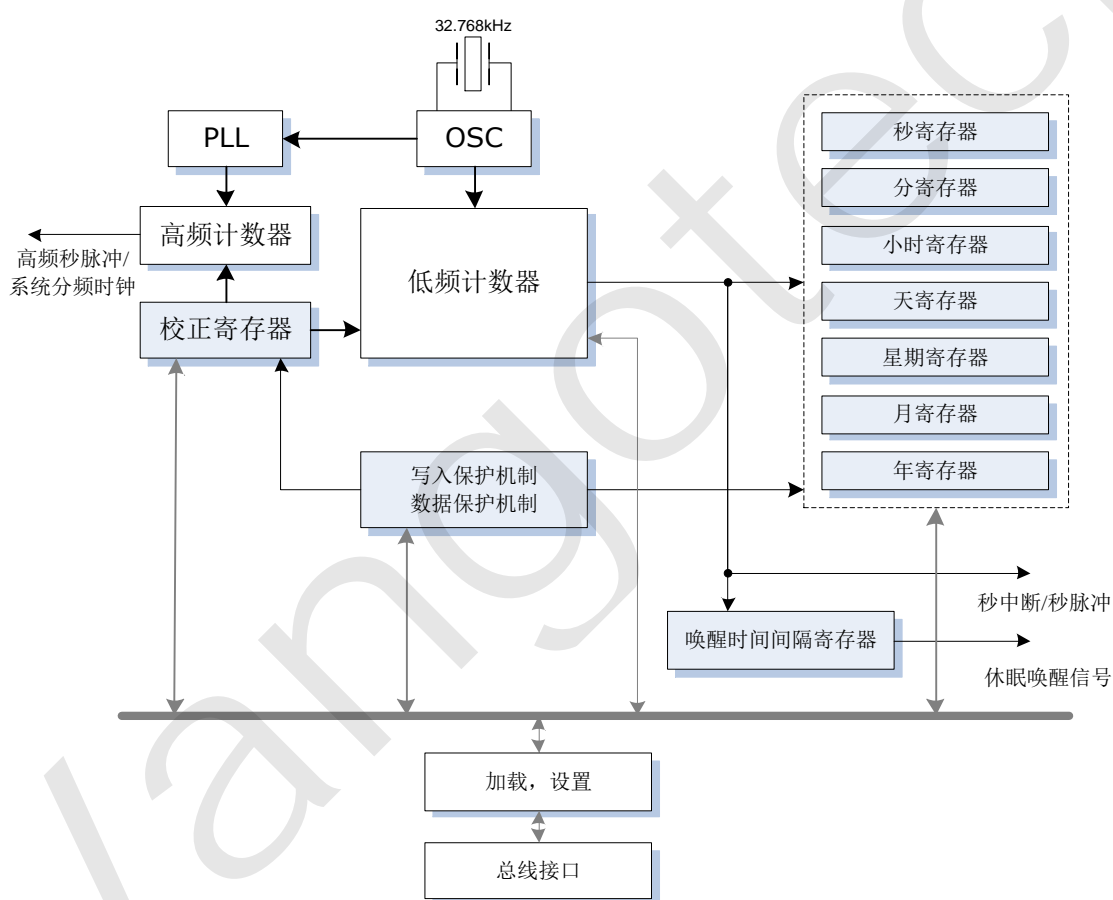 32.768kHz
PLL
OSC
秒寄存器
分寄存器
高频计数器
低频计数器
小时寄存器
高频秒脉冲/
系统分频时钟
天寄存器
校正寄存器
星期寄存器
月寄存器
写入保护机制
数据保护机制
年寄存器
秒中断/秒脉冲
唤醒时间间隔寄存器
休眠唤醒信号
加载，设置
总线接口